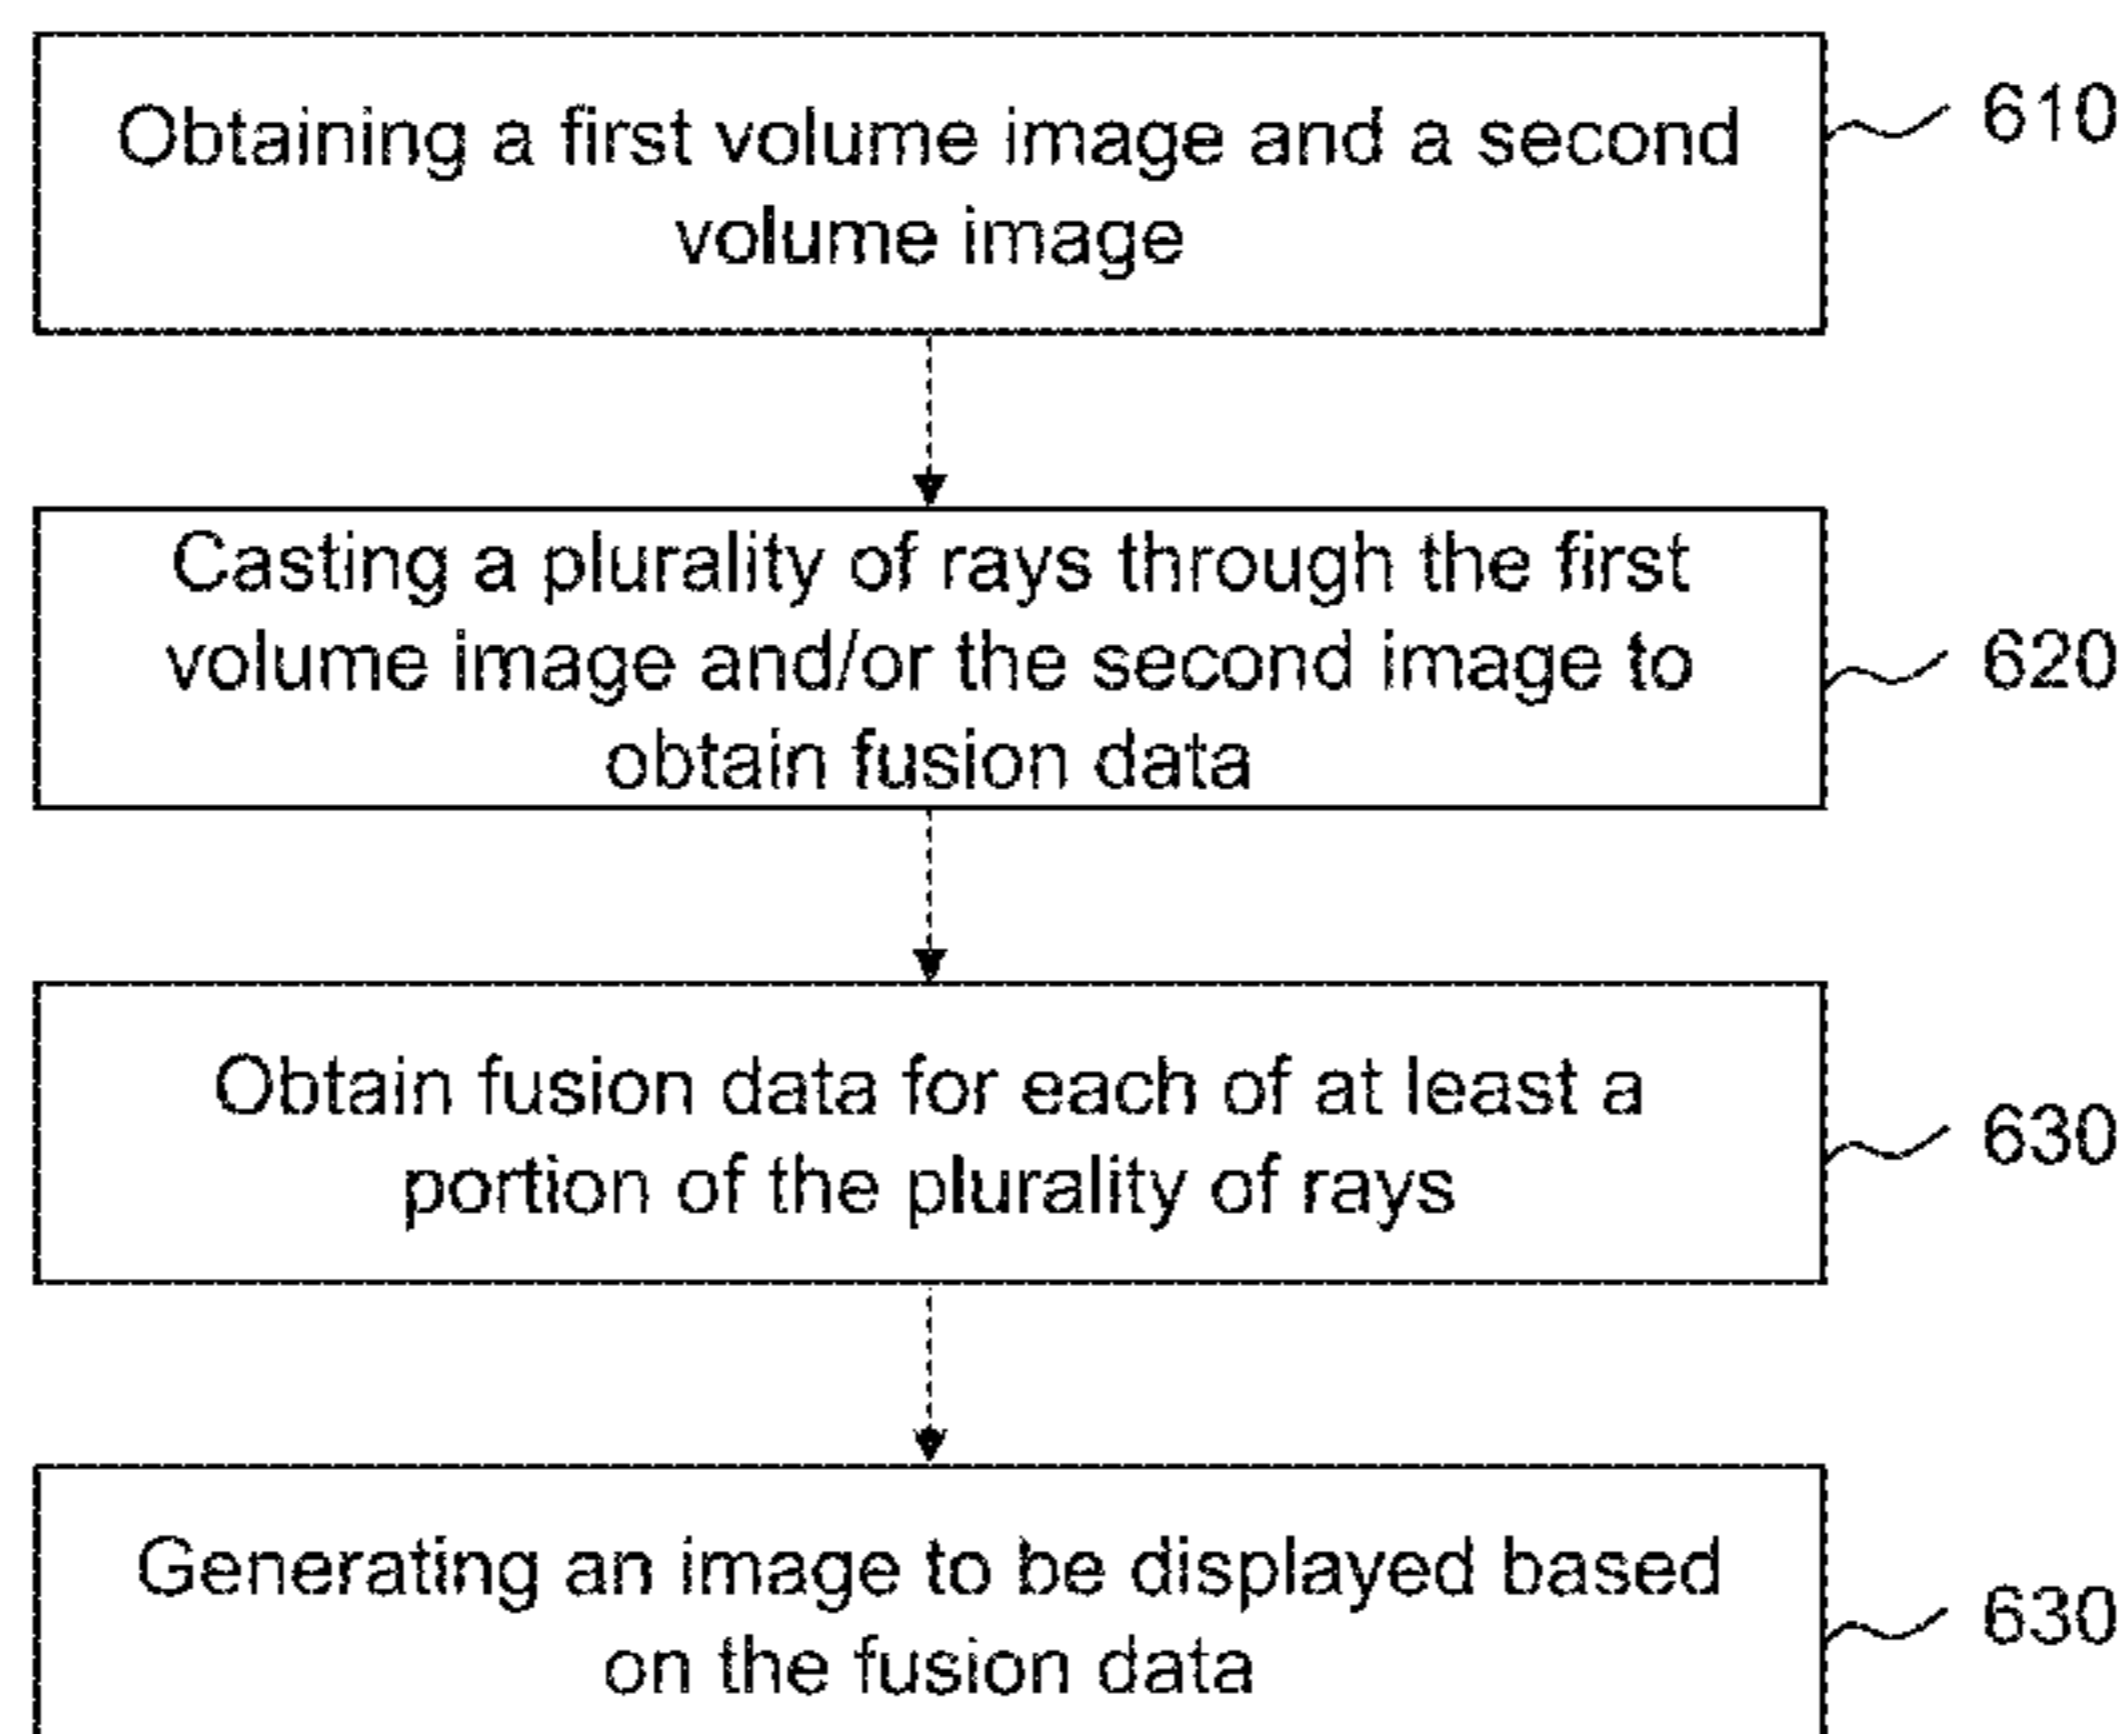 Obtaining a first volume image and a second
volume image
610
Casting a plurality of rays through the first
volume image and/or the second image to
obtain fusion data
620
Obtain fusion data for each of at least a
portion of the plurality of rays
630
Generating an image to be displayed based
on the fusion data
630